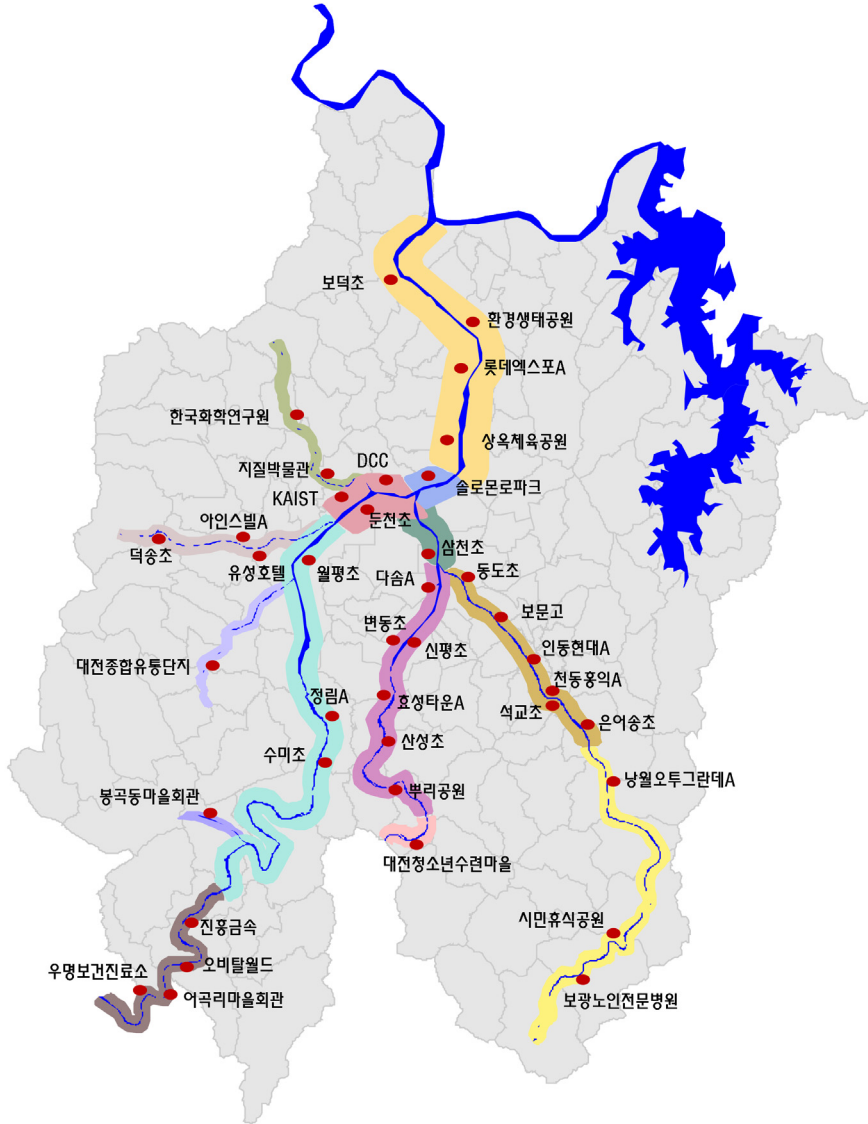 보덕초
환경생태공원
롯데엑스포A
한국화학연구원
상옥체육공원
DCC
지질박물관
솔로몬로파크
KAIST
아인스빌A
둔천초
덕송초
삼천초
유성호텔
월평초
다솜A
동도초
보문고
변동초
신평초
인동현대A
대전종합유통단지
천동홍의A
정림A
효성타운A
석교초
은어송초
산성초
수미초
낭월오투그란데A
뿌리공원
봉곡동마을회관
대전청소년수련마을
진흥금속
시민휴식공원
오비탈월드
우명보건진료소
어곡리마을회관
보광노인전문병원